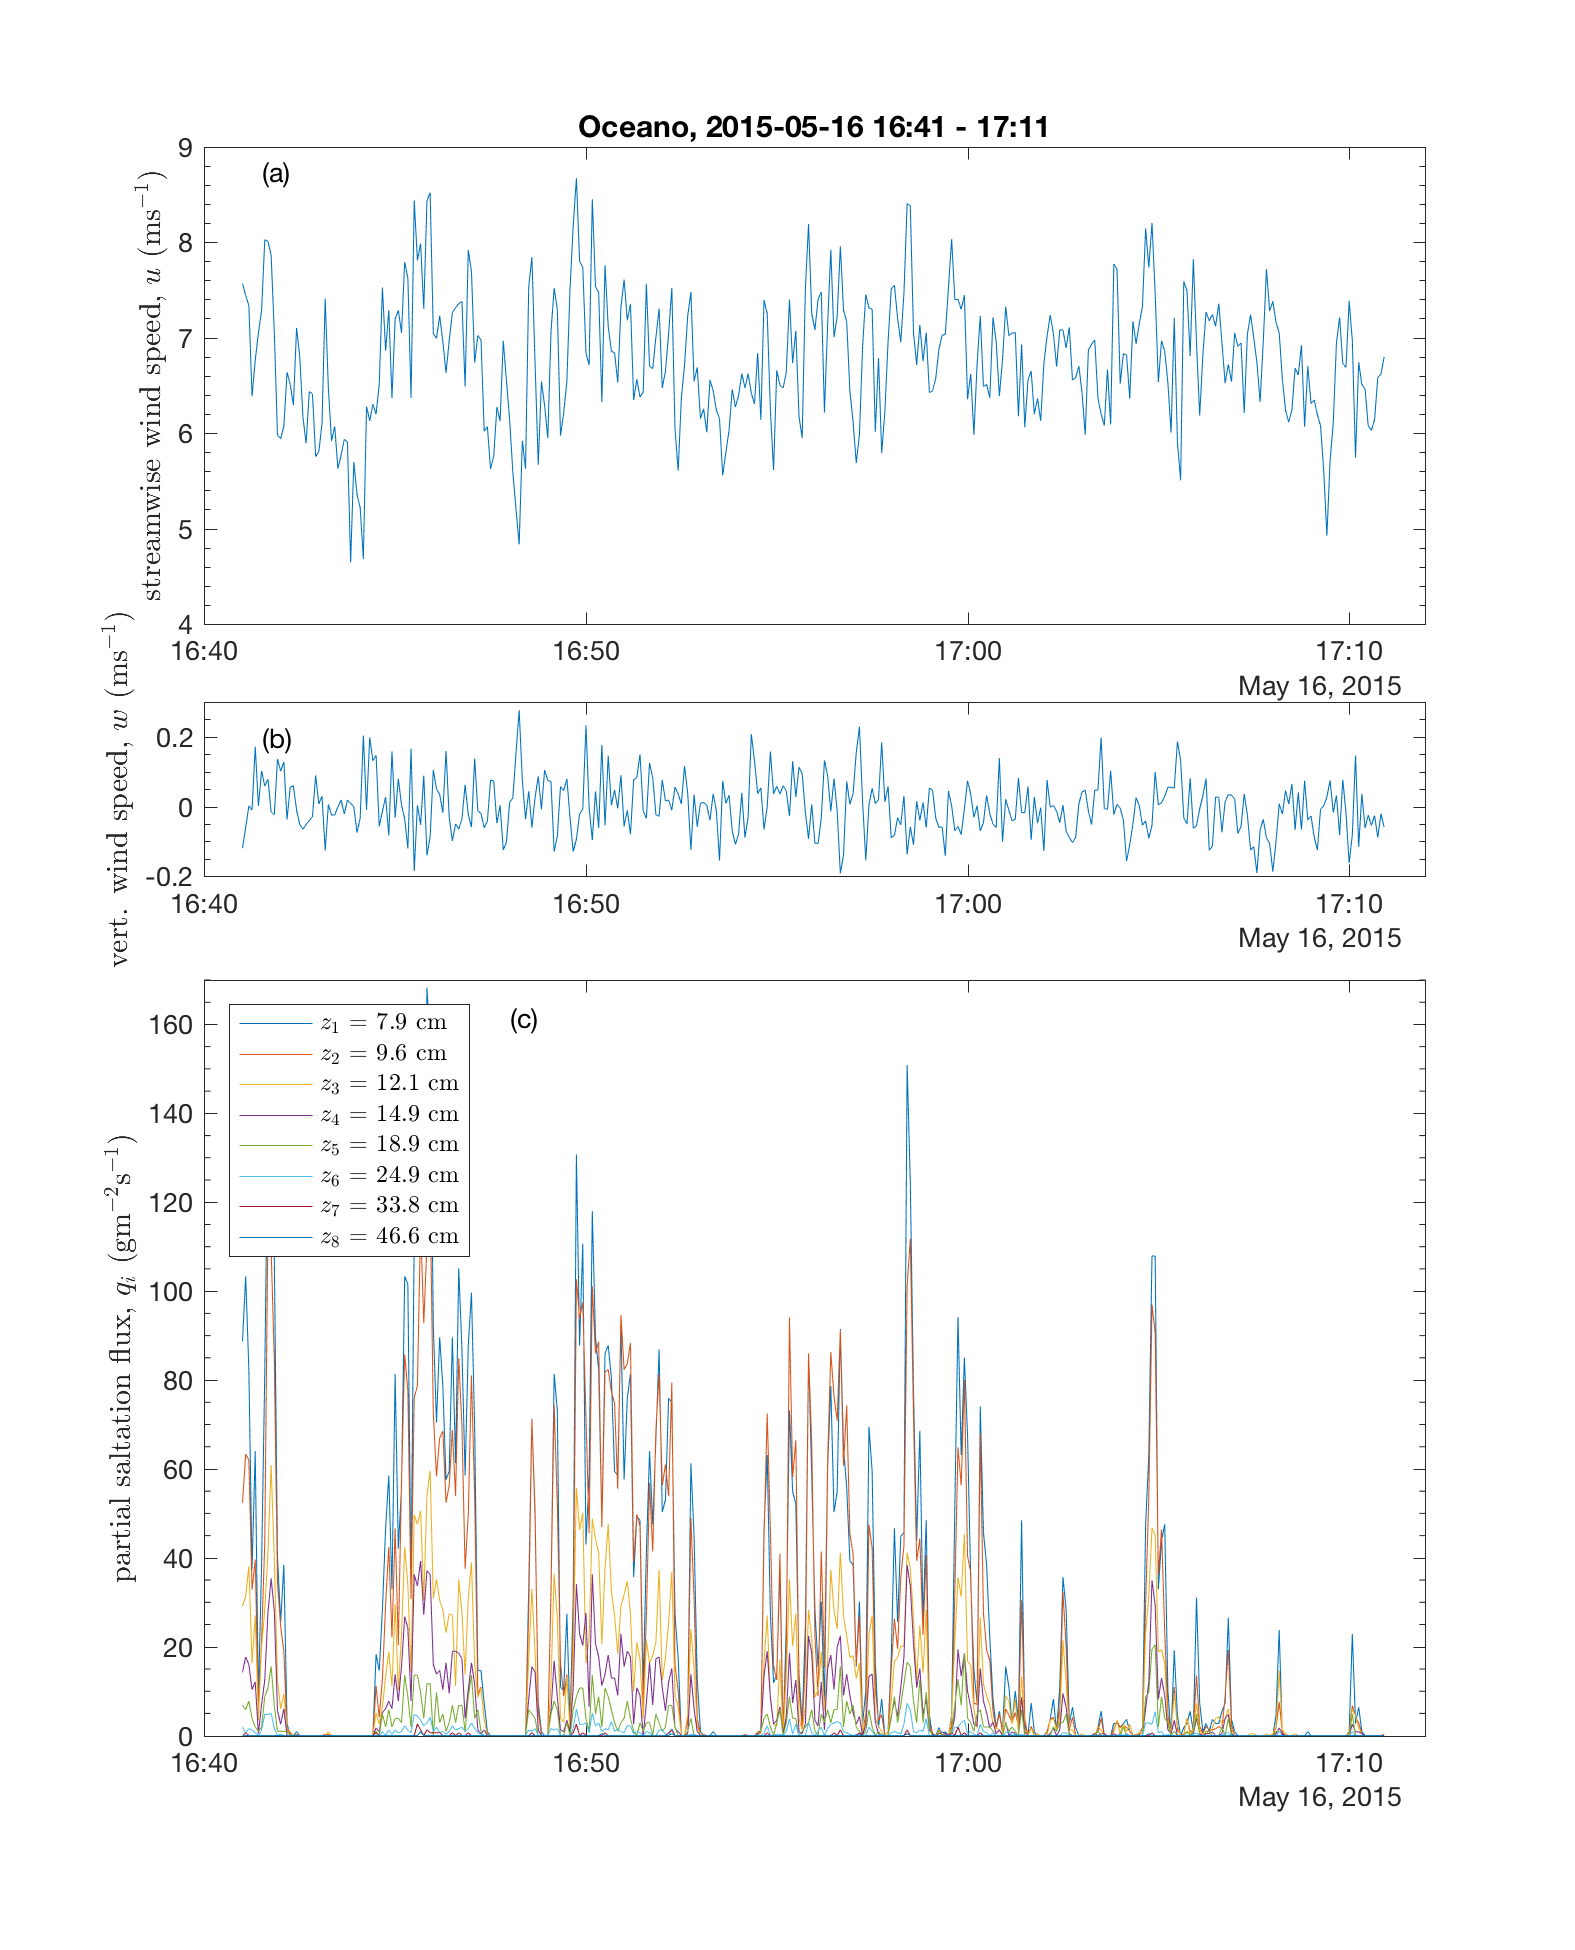 Oceano, 2015-05-16 16:41 - 17:11
(a)
streamwise wind speed, u (ms⁻¹)
9
8
7
6
5
4
16:40 16:50 17:00 17:10
May 16, 2015
(b)
vert. wind speed, w (ms⁻¹)
0.2
0
-0.2
16:40 16:50 17:00 17:10
May 16, 2015
(c)
partial saltation flux, qᵢ (gm⁻²s⁻¹)
160
140
120
100
80
60
40
20
0
z₁ = 7.9 cm
z₂ = 9.6 cm
z₃ = 12.1 cm
z₄ = 14.9 cm
z₅ = 18.9 cm
z₆ = 24.9 cm
z₇ = 33.8 cm
z₈ = 46.6 cm
16:40 16:50 17:00 17:10
May 16, 2015